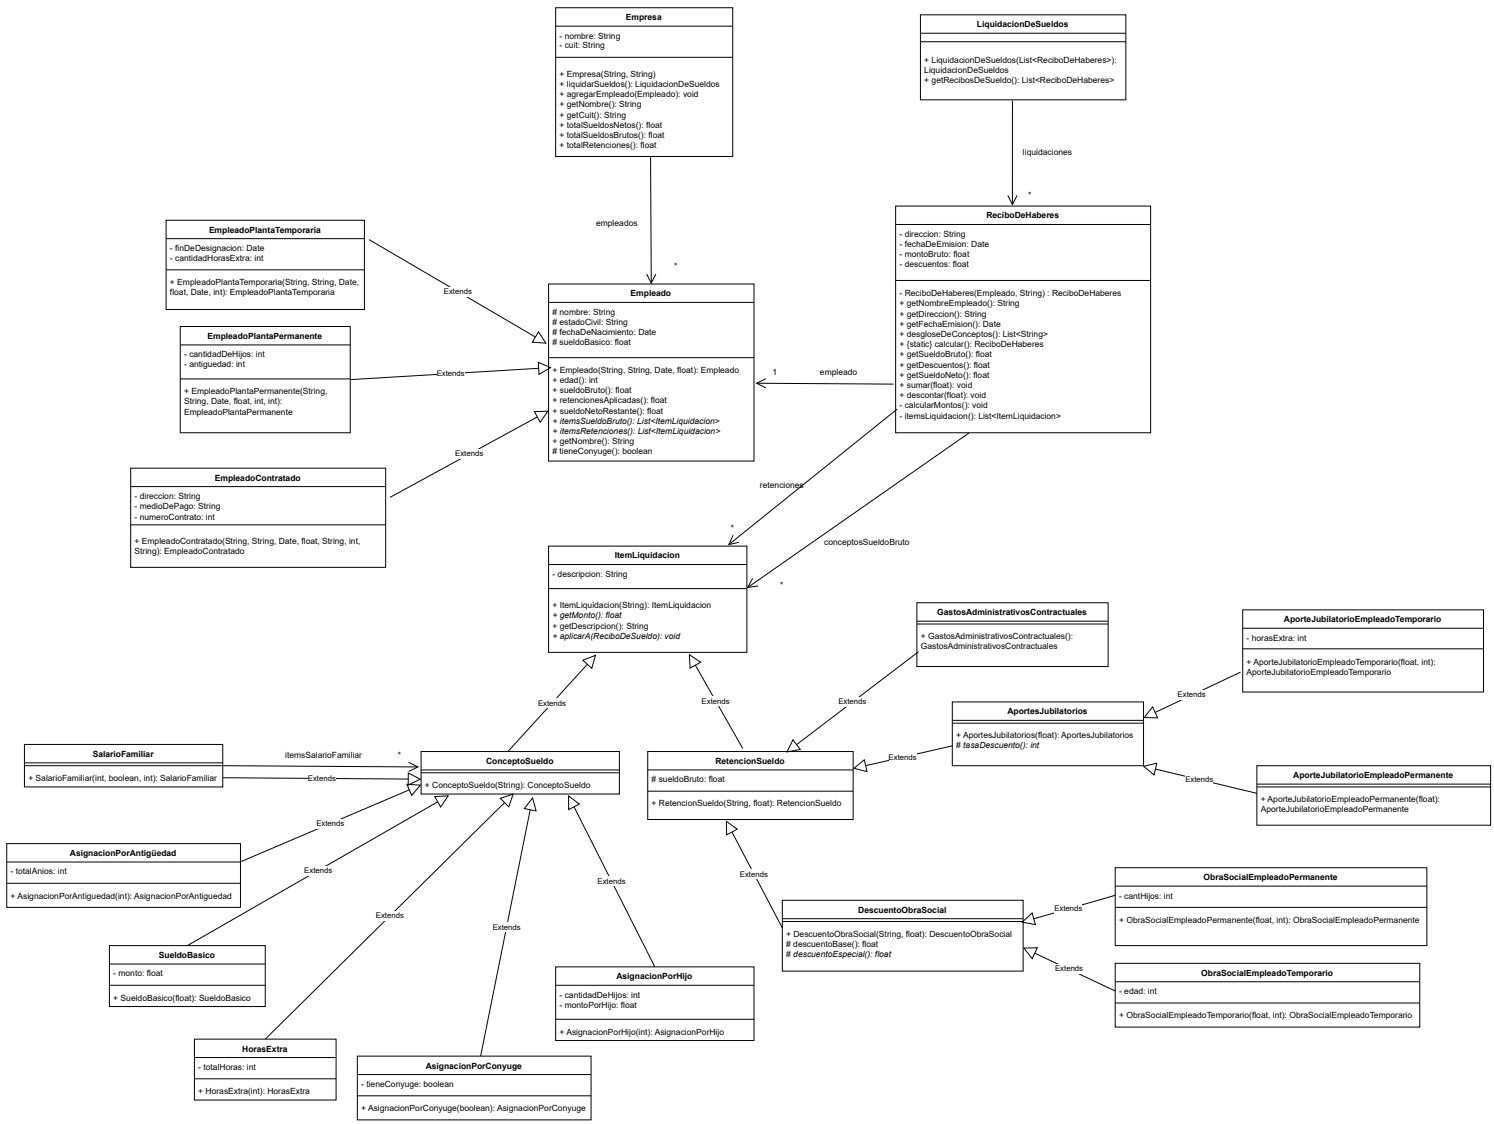 Empresa
- nombre: String
- cuit: String
+ Empresa(String, String)
+ liquidarSueldos(): LiquidacionDeSueldos
+ agregarEmpleado(Empleado): void
+ getNombre(): String
+ getCuit(): String
+ totalSueldosNetos(): float
+ totalSueldosBrutos(): float
+ totalRetenciones(): float
LiquidacionDeSueldos
+ LiquidacionDeSueldos(List<ReciboDeHaberes>):
LiquidacionDeSueldos
+ getRecibosDeSueldo(): List<ReciboDeHaberes>
liquidaciones
*
empleados
*
ReciboDeHaberes
- direccion: String
- fechaDeEmision: Date
- montoBruto: float
- descuentos: float
- ReciboDeHaberes(Empleado, String) : ReciboDeHaberes
+ getNombreEmpleado(): String
+ getDireccion(): String
+ getFechaEmision(): Date
+ desgloseDeConceptos(): List<String>
+ {static} calcular(): ReciboDeHaberes
+ getSueldoBruto(): float
+ getDescuentos(): float
+ getSueldoNeto(): float
+ sumar(float): void
+ descontar(float): void
- calcularMontos(): void
- itemsLiquidacion(): List<ItemLiquidacion>
EmpleadoPlantaTemporaria
- finDeDesignacion: Date
- cantidadHorasExtra: int
+ EmpleadoPlantaTemporaria(String, String, Date,
float, Date, int): EmpleadoPlantaTemporaria
Extends
EmpleadoPlantaPermanente
- cantidadDeHijos: int
- antiguedad: int
+ EmpleadoPlantaPermanente(String,
String, Date, float, int, int):
EmpleadoPlantaPermanente
Extends
Empleado
# nombre: String
# estadoCivil: String
# fechaDeNacimiento: Date
# sueldoBasico: float
+ Empleado(String, String, Date, float): Empleado
+ edad(): int
+ sueldoBruto(): float
+ retencionesAplicadas(): float
+ sueldoNetoRestante(): float
+ itemsSueldoBruto(): List<ItemLiquidacion>
+ itemsRetenciones(): List<ItemLiquidacion>
+ getNombre(): String
# tieneConyuge(): boolean
1
empleado
Extends
EmpleadoContratado
- direccion: String
- medioDePago: String
- numeroContrato: int
+ EmpleadoContratado(String, String, Date, float, String, int,
String): EmpleadoContratado
retenciones
*
conceptosSueldoBruto
*
ItemLiquidacion
- descripcion: String
+ ItemLiquidacion(String): ItemLiquidacion
+ getMonto(): float
+ getDescripcion(): String
+ aplicarA(ReciboDeSueldo): void
GastosAdministrativosContractuales
+ GastosAdministrativosContractuales():
GastosAdministrativosContractuales
AporteJubilatorioEmpleadoTemporario
- horasExtra: int
+ AporteJubilatorioEmpleadoTemporario(float, int):
AporteJubilatorioEmpleadoTemporario
Extends
Extends
Extends
Extends
AportesJubilatorios
+ AportesJubilatorios(float): AportesJubilatorios
# tasaDescuento(): int
Extends
Extends
SalarioFamiliar
+ SalarioFamiliar(int, boolean, int): SalarioFamiliar
itemsSalarioFamiliar
*
Extends
ConceptoSueldo
+ ConceptoSueldo(String): ConceptoSueldo
RetencionSueldo
# sueldoBruto: float
+ RetencionSueldo(String, float): RetencionSueldo
AporteJubilatorioEmpleadoPermanente
+ AporteJubilatorioEmpleadoPermanente(float):
AporteJubilatorioEmpleadoPermanente
Extends
AsignacionPorAntigüedad
- totalAnios: int
+ AsignacionPorAntiguedad(int): AsignacionPorAntiguedad
Extends
Extends
Extends
ObraSocialEmpleadoPermanente
- cantHijos: int
+ ObraSocialEmpleadoPermanente(float, int): ObraSocialEmpleadoPermanente
Extends
Extends
Extends
DescuentoObraSocial
+ DescuentoObraSocial(String, float): DescuentoObraSocial
# descuentoBase(): float
# descuentoEspecial(): float
Extends
SueldoBasico
- monto: float
+ SueldoBasico(float): SueldoBasico
AsignacionPorHijo
- cantidadDeHijos: int
- montoPorHijo: float
+ AsignacionPorHijo(int): AsignacionPorHijo
ObraSocialEmpleadoTemporario
- edad: int
+ ObraSocialEmpleadoTemporario(float, int): ObraSocialEmpleadoTemporario
HorasExtra
- totalHoras: int
+ HorasExtra(int): HorasExtra
AsignacionPorConyuge
- tieneConyuge: boolean
+ AsignacionPorConyuge(boolean): AsignacionPorConyuge